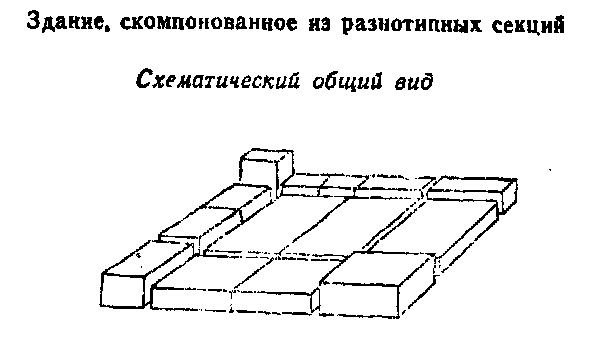 Здание, скомпонованное из разнотипных секций
Схематический общий вид